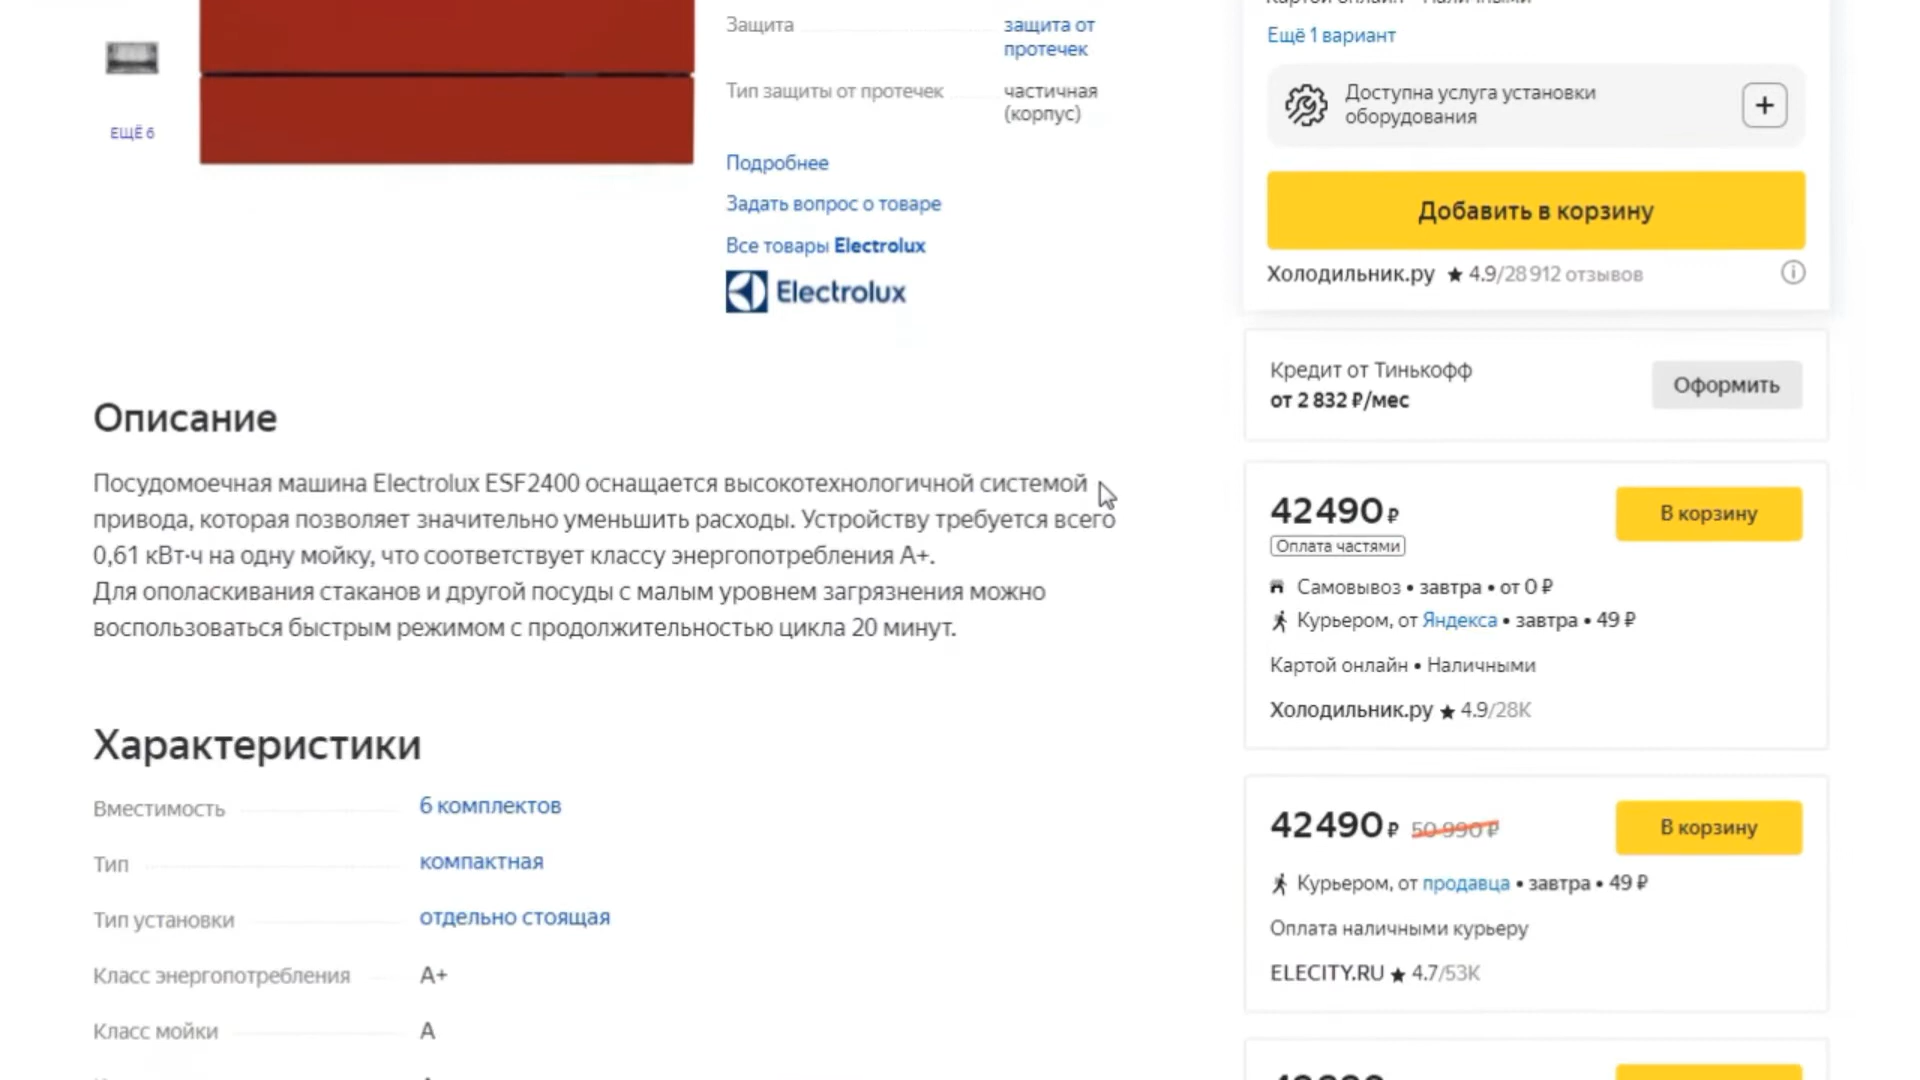 ЕЩЁ 6
Защита
защита от
протечек
Тип защиты от протечек
частичная
(корпус)
Подробнее
Задать вопрос о товаре
Все товары Electrolux
Electrolux
Описание
Посудомоечная машина Electrolux ESF2400 оснащается высокотехнологичной системой
привода, которая позволяет значительно уменьшить расходы. Устройству требуется всего
0,61 кВт·ч на одну мойку, что соответствует классу энергопотребления А+.
Для ополаскивания стаканов и другой посуды с малым уровнем загрязнения можно
воспользоваться быстрым режимом с продолжительностью цикла 20 минут.
Характеристики
Вместимость 6 комплектов
Тип компактная
Тип установки отдельно стоящая
Класс энергопотребления A+
Класс мойки A
Картой онлайн • Наличными
Ещё 1 вариант
Доступна услуга установки
оборудования
+
Добавить в корзину
Холодильник.ру ★ 4.9/28 912 отзывов
Кредит от Тинькофф
от 2 832 ₽/мес
Оформить
42 490 ₽
В корзину
Оплата частями
Самовывоз • завтра • от 0 ₽
Курьером, от Яндекса • завтра • 49 ₽
Картой онлайн • Наличными
Холодильник.ру ★ 4.9/28K
42 490 ₽ 50 990 ₽
В корзину
Курьером, от продавца • завтра • 49 ₽
Оплата наличными курьеру
ELECITY.RU ★ 4.7/53K